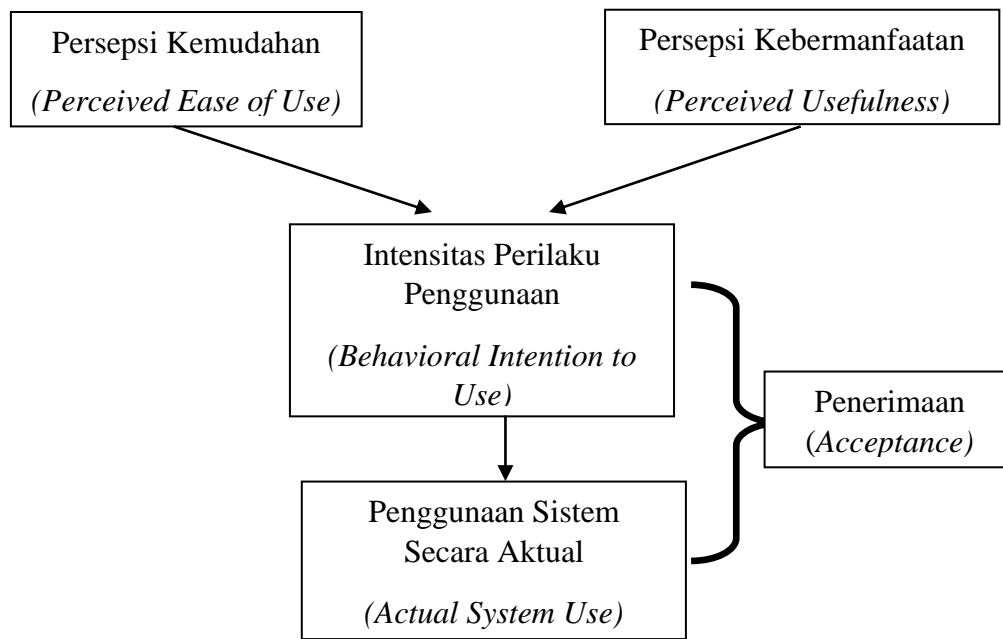 Persepsi Kemudahan
(Perceived Ease of Use)
Persepsi Kebermanfaatan
(Perceived Usefulness)
Intensitas Perilaku
Penggunaan
(Behavioral Intention to
Use)
Penerimaan
(Acceptance)
Penggunaan Sistem
Secara Aktual
(Actual System Use)